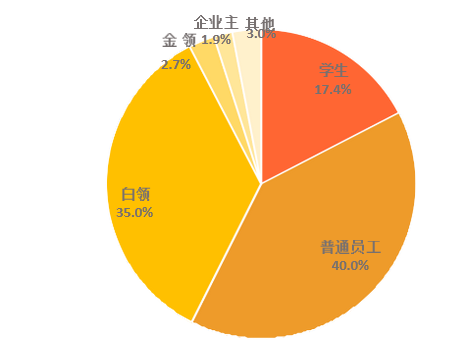 企业主
1.9%
其他
3.0%
金 领
2.7%
学生
17.4%
白领
35.0%
普通员工
40.0%